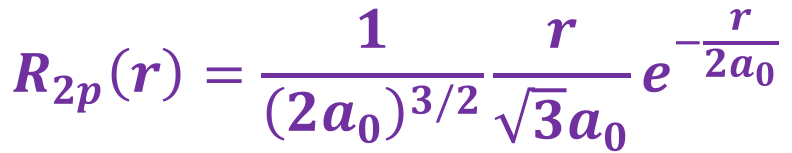 R_{2p}(r) = \frac{1}{(2a_0)^{3/2}} \frac{r}{\sqrt{3}a_0} e^{-\frac{r}{2a_0}}